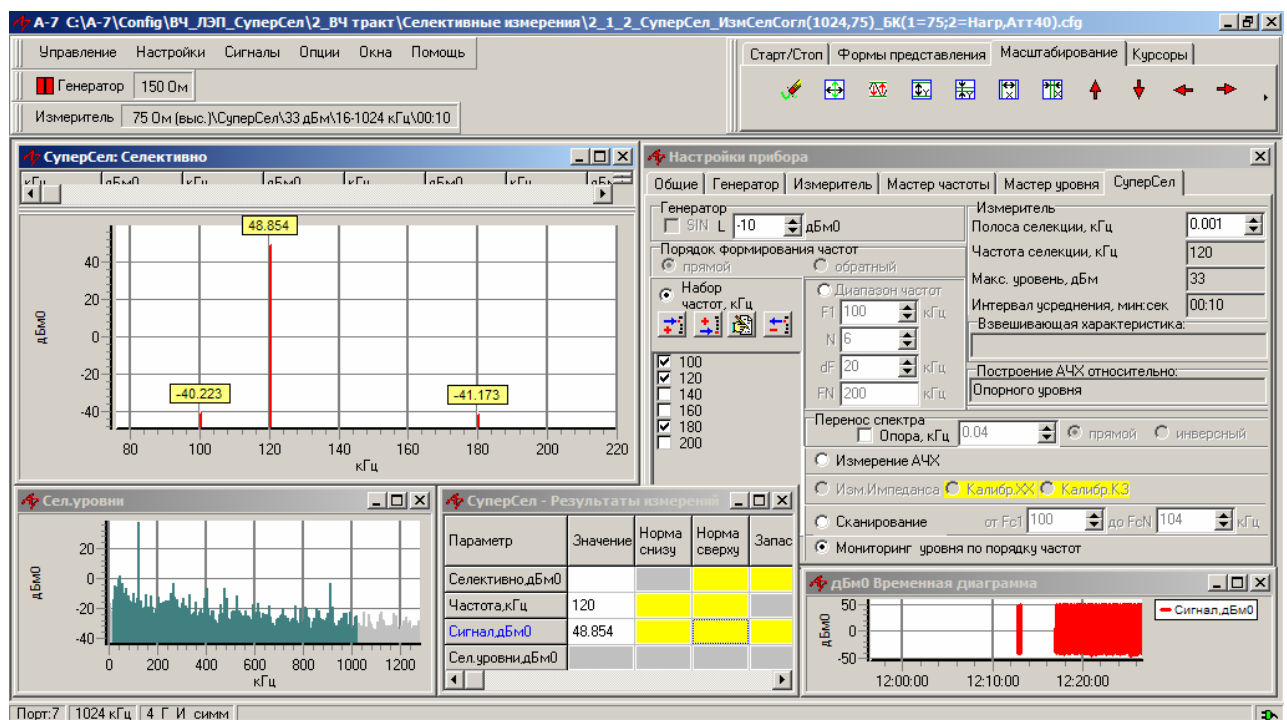 А-7 C:\A-7\Config\ВЧ_ЛЭП_СуперСел\2_ВЧ тракт\Селективные измерения\2_1_2_СуперСел_ИзмСелСогл(1024,75)_БК(1=75;2=Нагр,Атт40).cfg
Управление Настройки Сигналы Опции Окна Помощь
Старт/Стоп Формы представления Масштабирование Курсоры
Генератор 150 Ом
Измеритель 75 Ом (выс.)\СуперСел\33 дБм\16-1024 кГц\00:10
СуперСел: Селективно
кГц дБм0 кГц дБм0 кГц дБм0 кГц
48.854
-40.223
-41.173
дБм0
40
20
0
-20
-40
80 100 120 140 160 180 200 220
кГц
Настройки прибора
Общие Генератор Измеритель Мастер частоты Мастер уровня СуперСел
Генератор
SIN L -10 дБм0
Измеритель
Полоса селекции, кГц 0.001
Частота селекции, кГц 120
Макс. уровень, дБм 33
Интервал усреднения, мин:сек 00:10
Взвешивающая характеристика:
Построение АЧХ относительно:
Опорного уровня
Порядок формирования частот
прямой обратный
Набор частот, кГц
Диапазон частот
F1 100 кГц
N 6
dF 20 кГц
FN 200 кГц
100
120
140
160
180
200
Перенос спектра
Опора, кГц 0.04 прямой инверсный
Измерение АЧХ
Изм.Импеданса Калибр.ХХ Калибр.КЗ
Сканирование от Fc1 100 до FcN 104 кГц
Мониторинг уровня по порядку частот
Сел.уровни
дБм0
20
0
-20
-40
0 200 400 600 800 1000 1200
кГц
СуперСел - Результаты измерений
Параметр Значение Норма снизу Норма сверху Запас
Селективно,дБм0
Частота,кГц 120
Сигнал,дБм0 48.854
Сел.уровни,дБм0
дБм0 Временная диаграмма
дБм0
50
0
-50
12:00:00 12:10:00 12:20:00
Сигнал,дБм0
Порт:7 1024 кГц 4 Г И симм